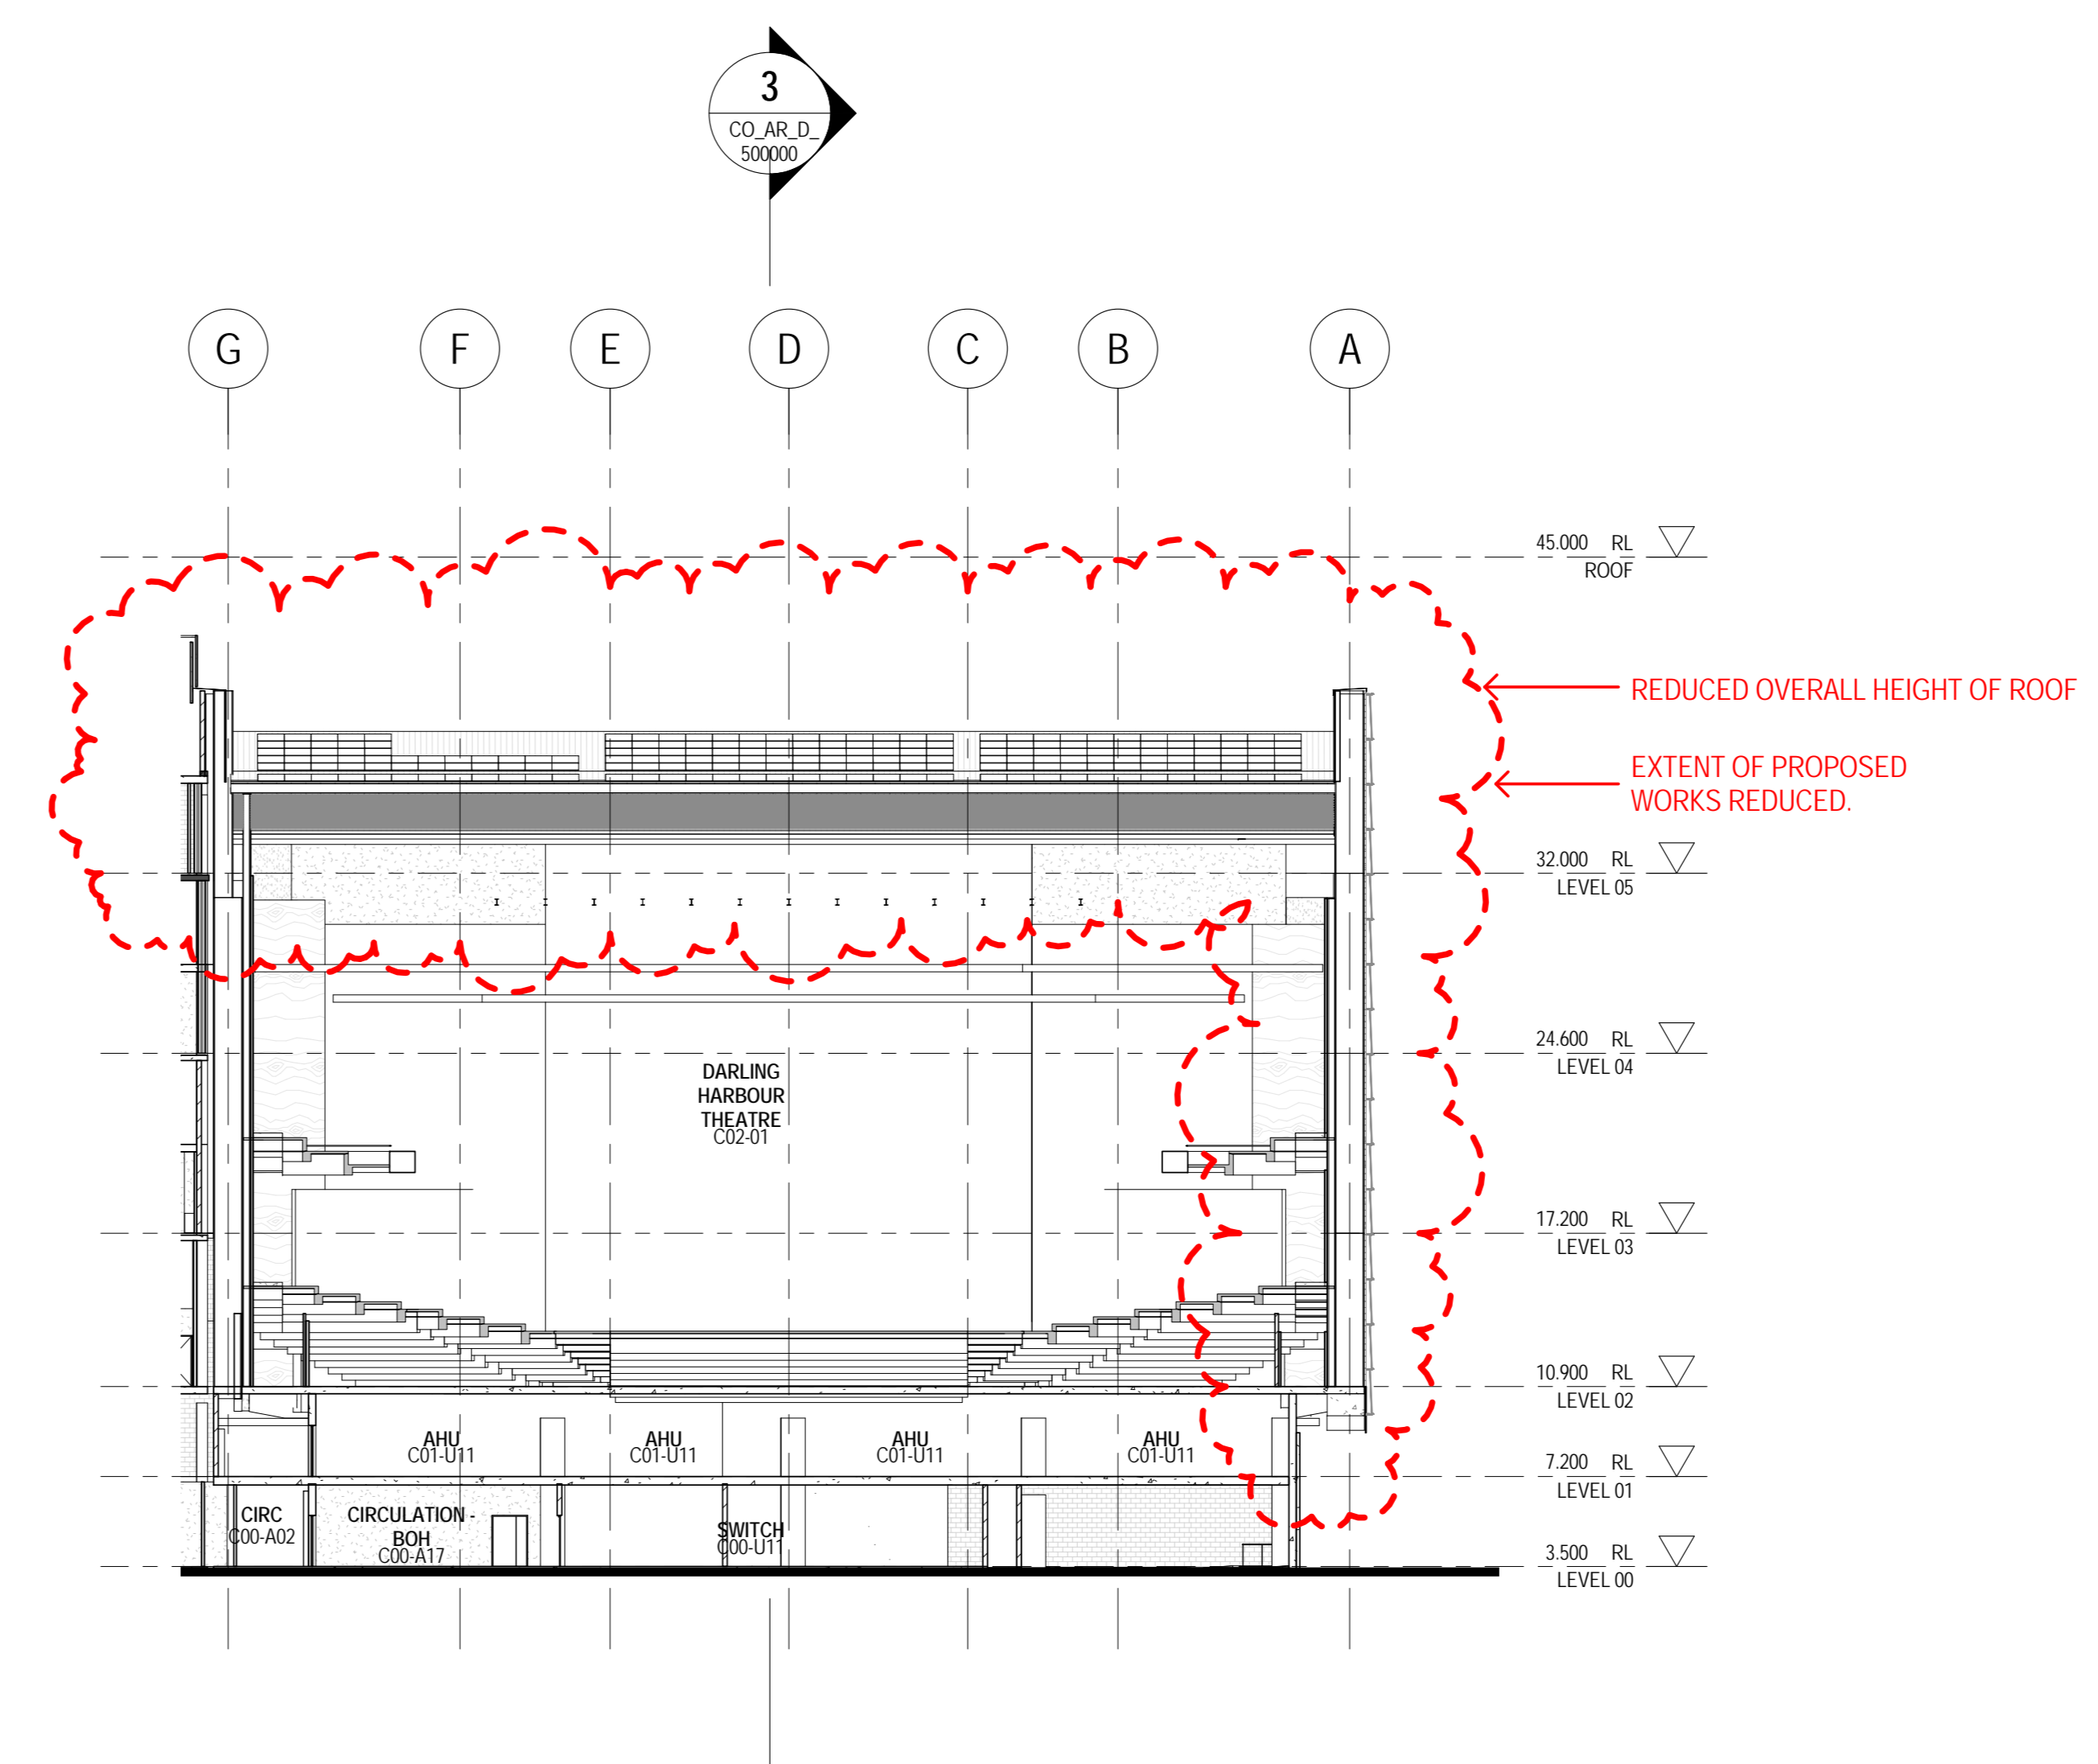 3
CO_AR_D_
500000
G F E D C B A
45.000 RL
ROOF
REDUCED OVERALL HEIGHT OF ROOF
EXTENT OF PROPOSED
WORKS REDUCED.
32.000 RL
LEVEL 05
24.600 RL
LEVEL 04
DARLING
HARBOUR
THEATRE
C02-01
17.200 RL
LEVEL 03
10.900 RL
LEVEL 02
AHU
C01-U11
AHU
C01-U11
AHU
C01-U11
AHU
C01-U11
7.200 RL
LEVEL 01
CIRC
C00-A02
CIRCULATION -
BOH
C00-A17
SWITCH
C00-U11
3.500 RL
LEVEL 00